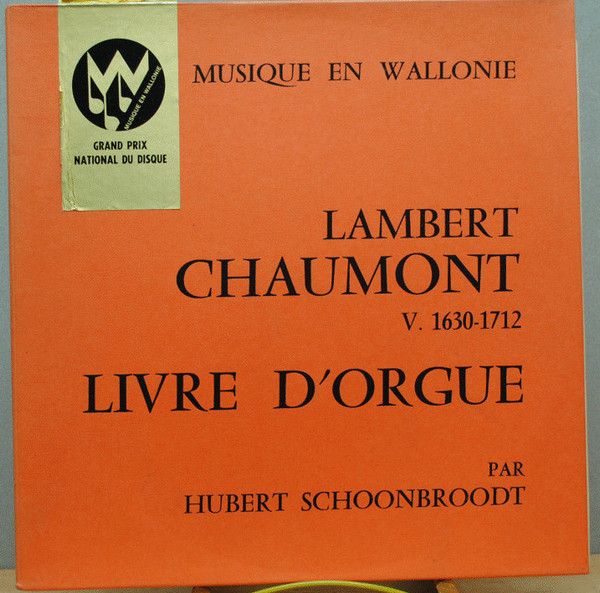 MUSIQUE EN WALLONIE
GRAND PRIX
NATIONAL DU DISQUE
MUSIQUE EN WALLONIE
LAMBERT
CHAUMONT
V. 1630-1712
LIVRE D'ORGUE
PAR
HUBERT SCHOONBROODT